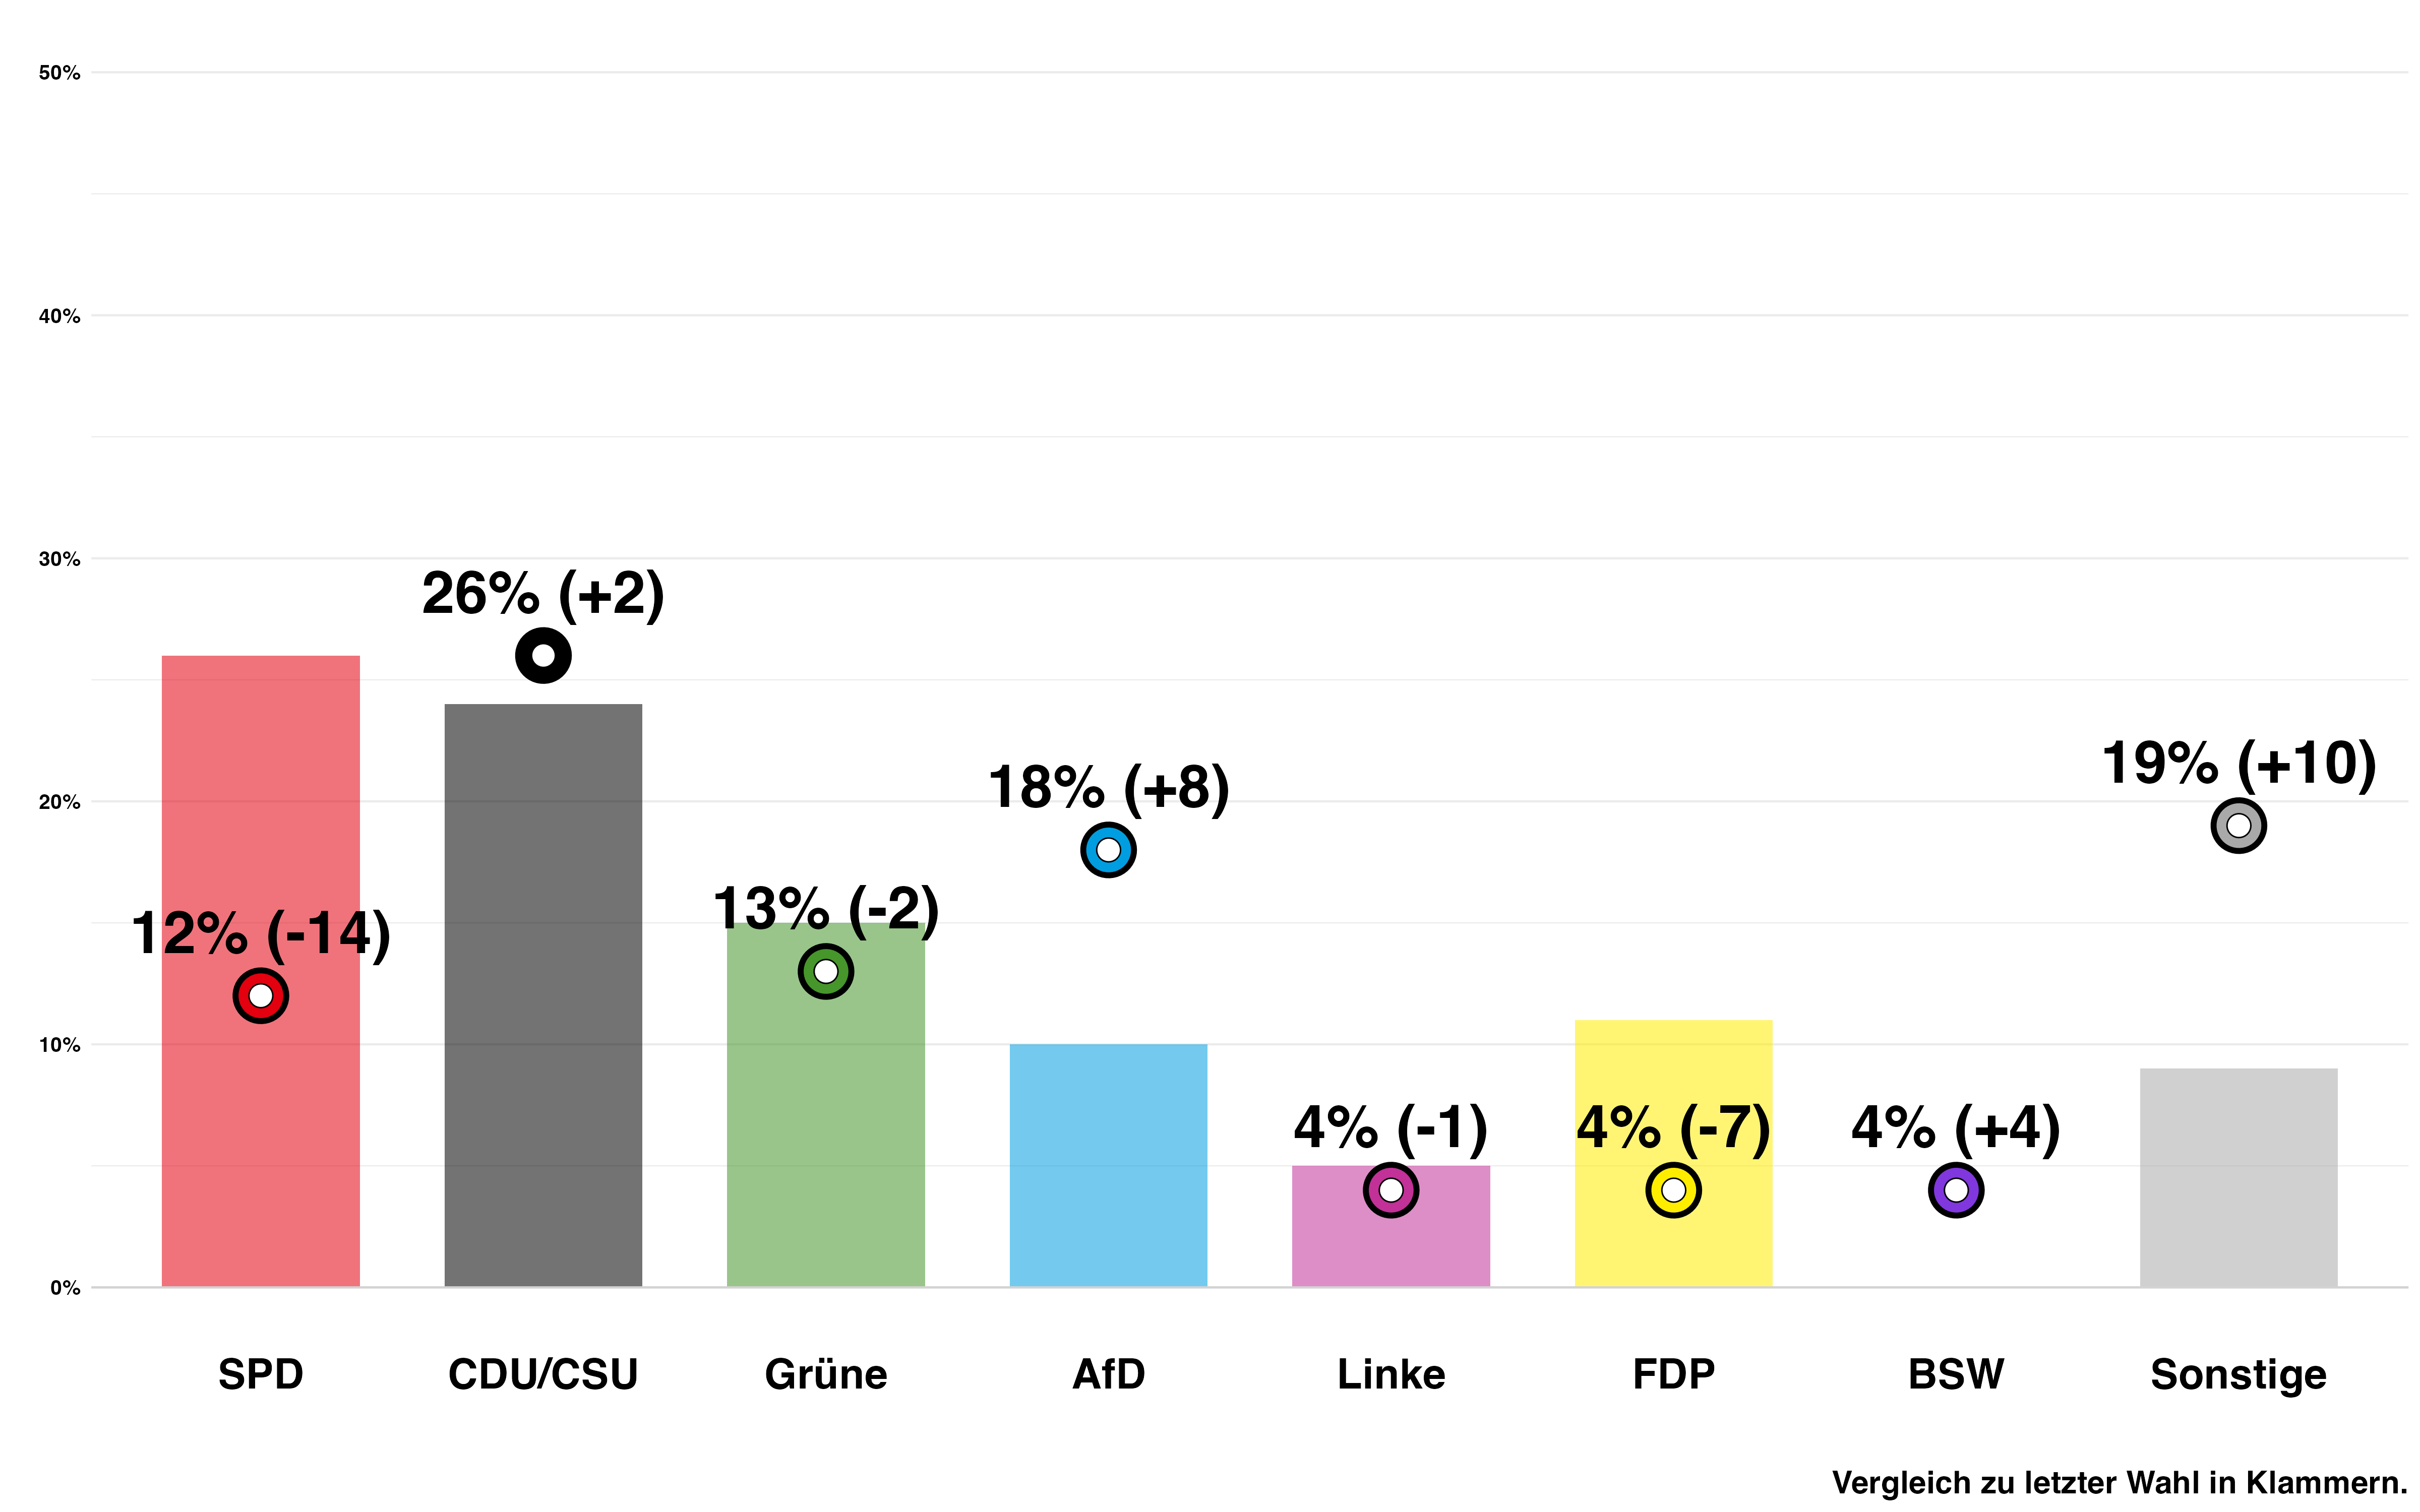 50%
40%
30%
20%
10%
0%
12% (-14)
26% (+2)
13% (-2)
18% (+8)
4% (-1)
4% (-7)
4% (+4)
19% (+10)
SPD
CDU/CSU
Grüne
AfD
Linke
FDP
BSW
Sonstige
Vergleich zu letzter Wahl in Klammern.